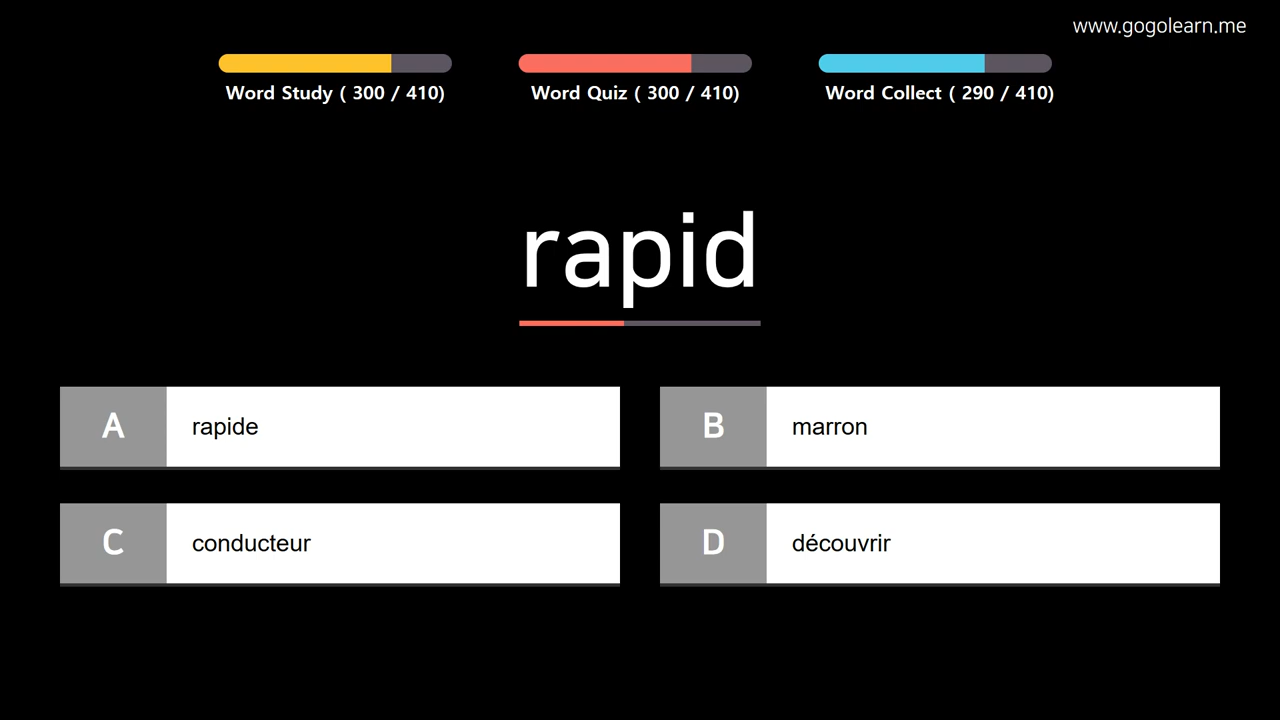 www.gogolearn.me
Word Study ( 300 / 410)
Word Quiz ( 300 / 410)
Word Collect ( 290 / 410)
rapid
A rapide
B marron
C conducteur
D découvrir